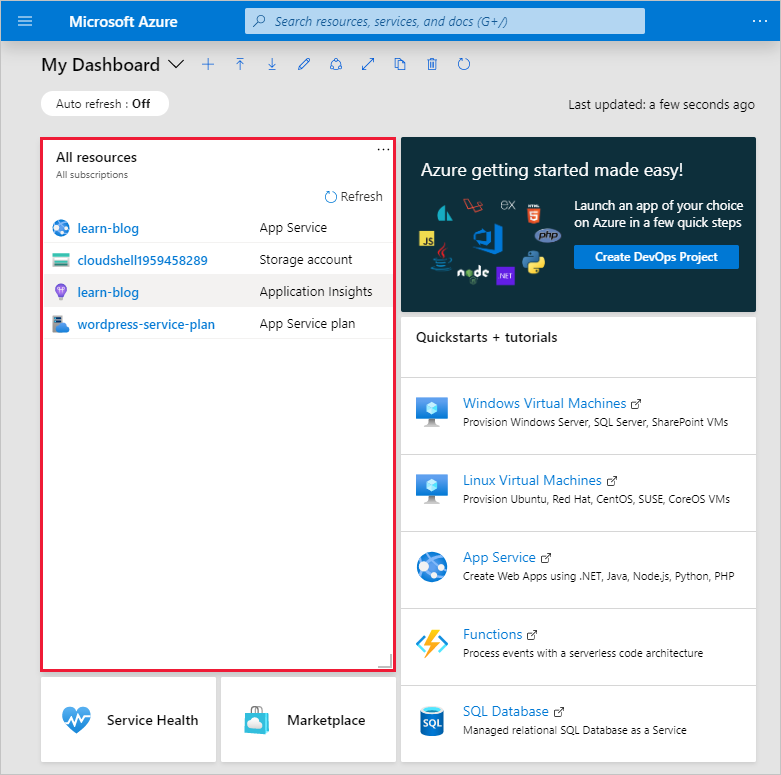 Microsoft Azure
Search resources, services, and docs (G+/)
My Dashboard
Auto refresh : Off
Last updated: a few seconds ago
All resources
All subscriptions
Refresh
learn-blog App Service
cloudshell1959458289 Storage account
learn-blog Application Insights
wordpress-service-plan App Service plan
Service Health
Marketplace
Azure getting started made easy!
Launch an app of your choice
on Azure in a few quick steps
Create DevOps Project
ex
HTML
5
JS
php
node
.NET
Quickstarts + tutorials
Windows Virtual Machines
Provision Windows Server, SQL Server, SharePoint VMs
Linux Virtual Machines
Provision Ubuntu, Red Hat, CentOS, SUSE, CoreOS VMs
App Service
Create Web Apps using .NET, Java, Node.js, Python, PHP
Functions
Process events with a serverless code architecture
SQL
SQL Database
Managed relational SQL Database as a Service